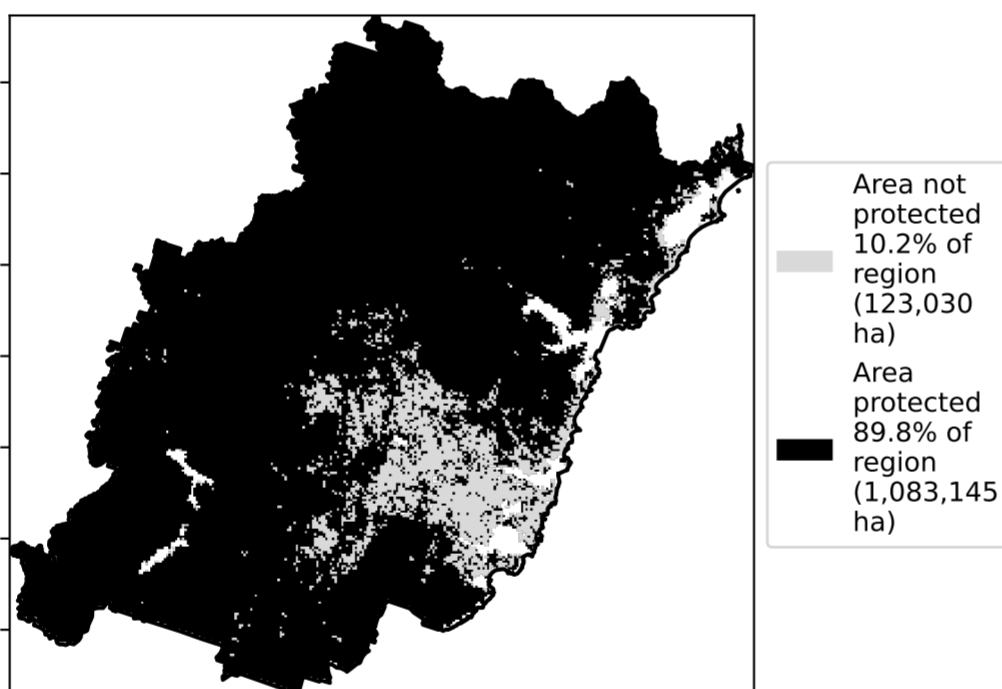 Area not
protected
10.2% of
region
(123,030
ha)
Area
protected
89.8% of
region
(1,083,145
ha)